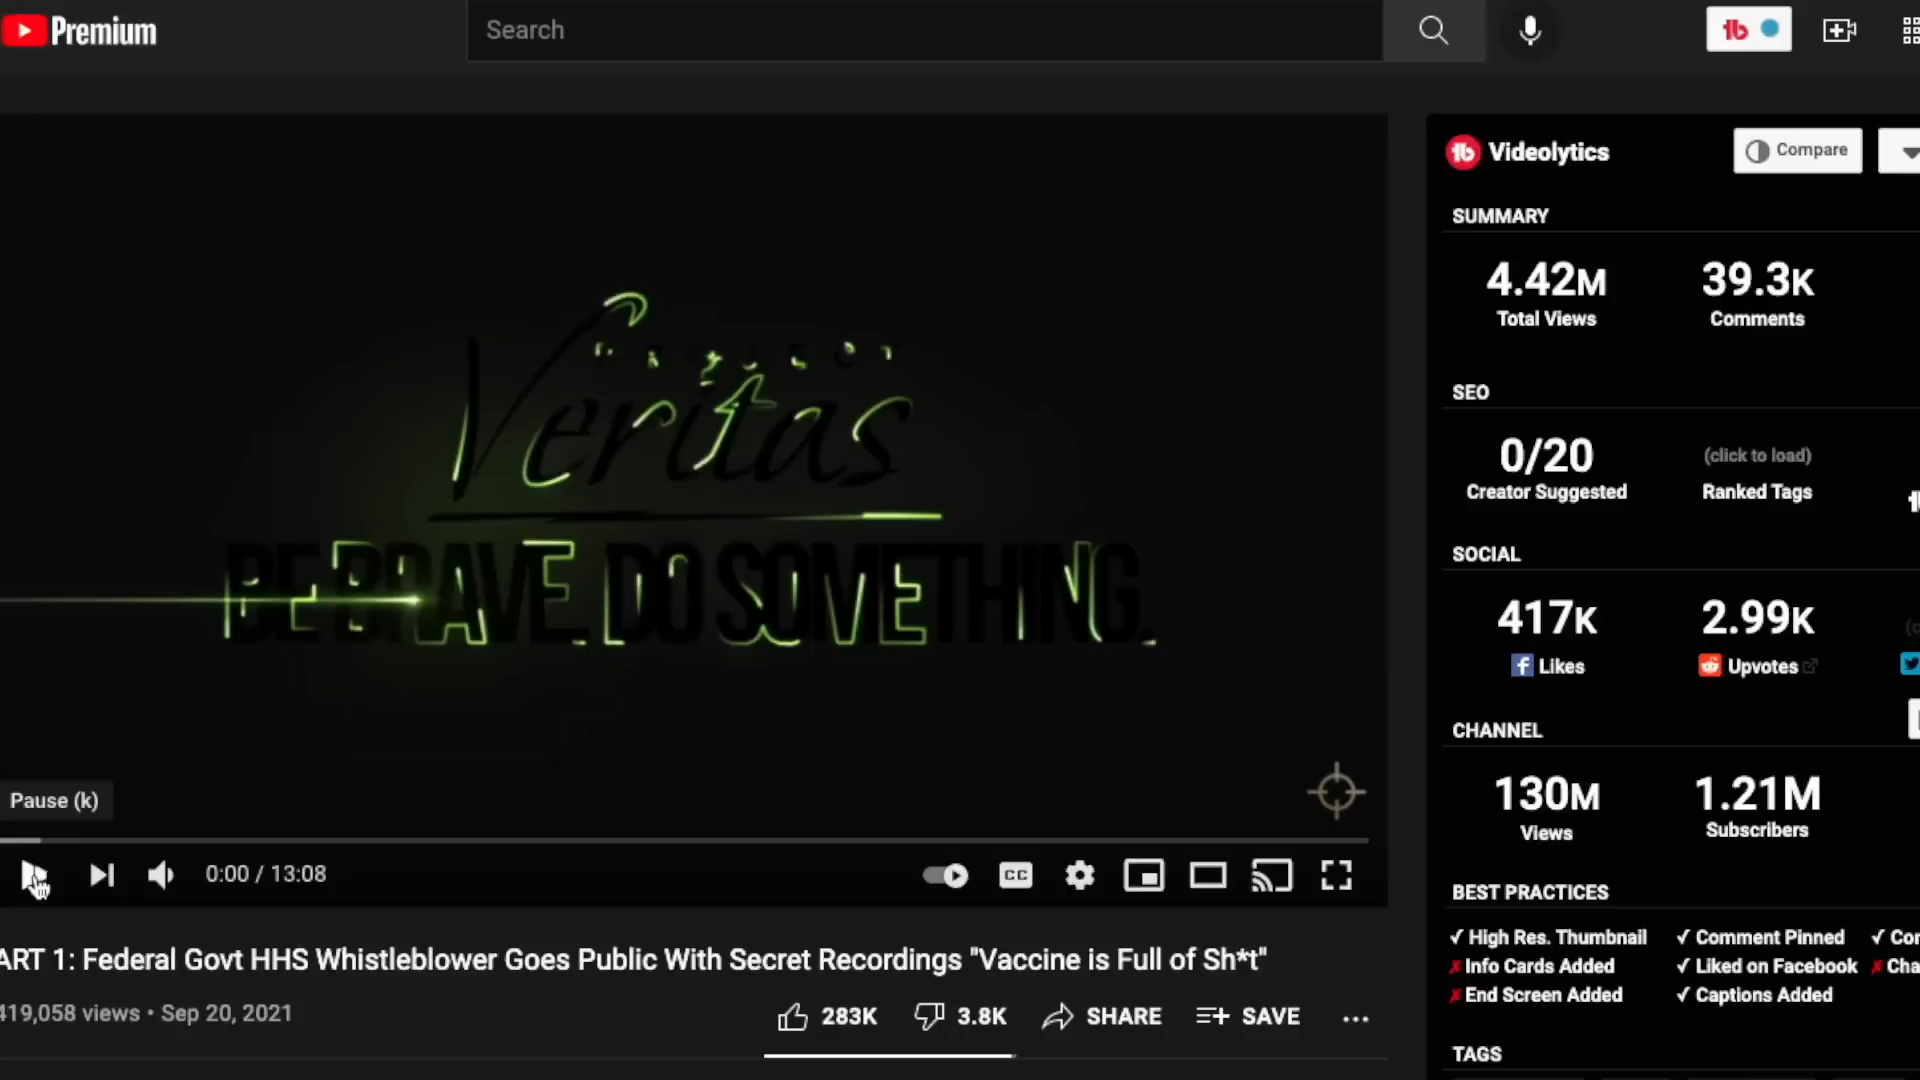 Premium
Search
Videolytics
Compare
SUMMARY
4.42M
39.3K
Total Views
Comments
SEO
0/20
(click to load)
Creator Suggested
Ranked Tags
SOCIAL
417K
2.99K
Likes
Upvotes
CHANNEL
130M
1.21M
Views
Subscribers
BEST PRACTICES
✓ High Res. Thumbnail ✓ Comment Pinned ✓ Con
✗ Info Cards Added ✓ Liked on Facebook ✗ Cha
✗ End Screen Added ✓ Captions Added
TAGS
Veritas
BE BRAVE. DO SOMETHING.
Pause (k)
0:00 / 13:08
CC
ART 1: Federal Govt HHS Whistleblower Goes Public With Secret Recordings "Vaccine is Full of Sh*t"
419,058 views • Sep 20, 2021
283K 3.8K SHARE SAVE